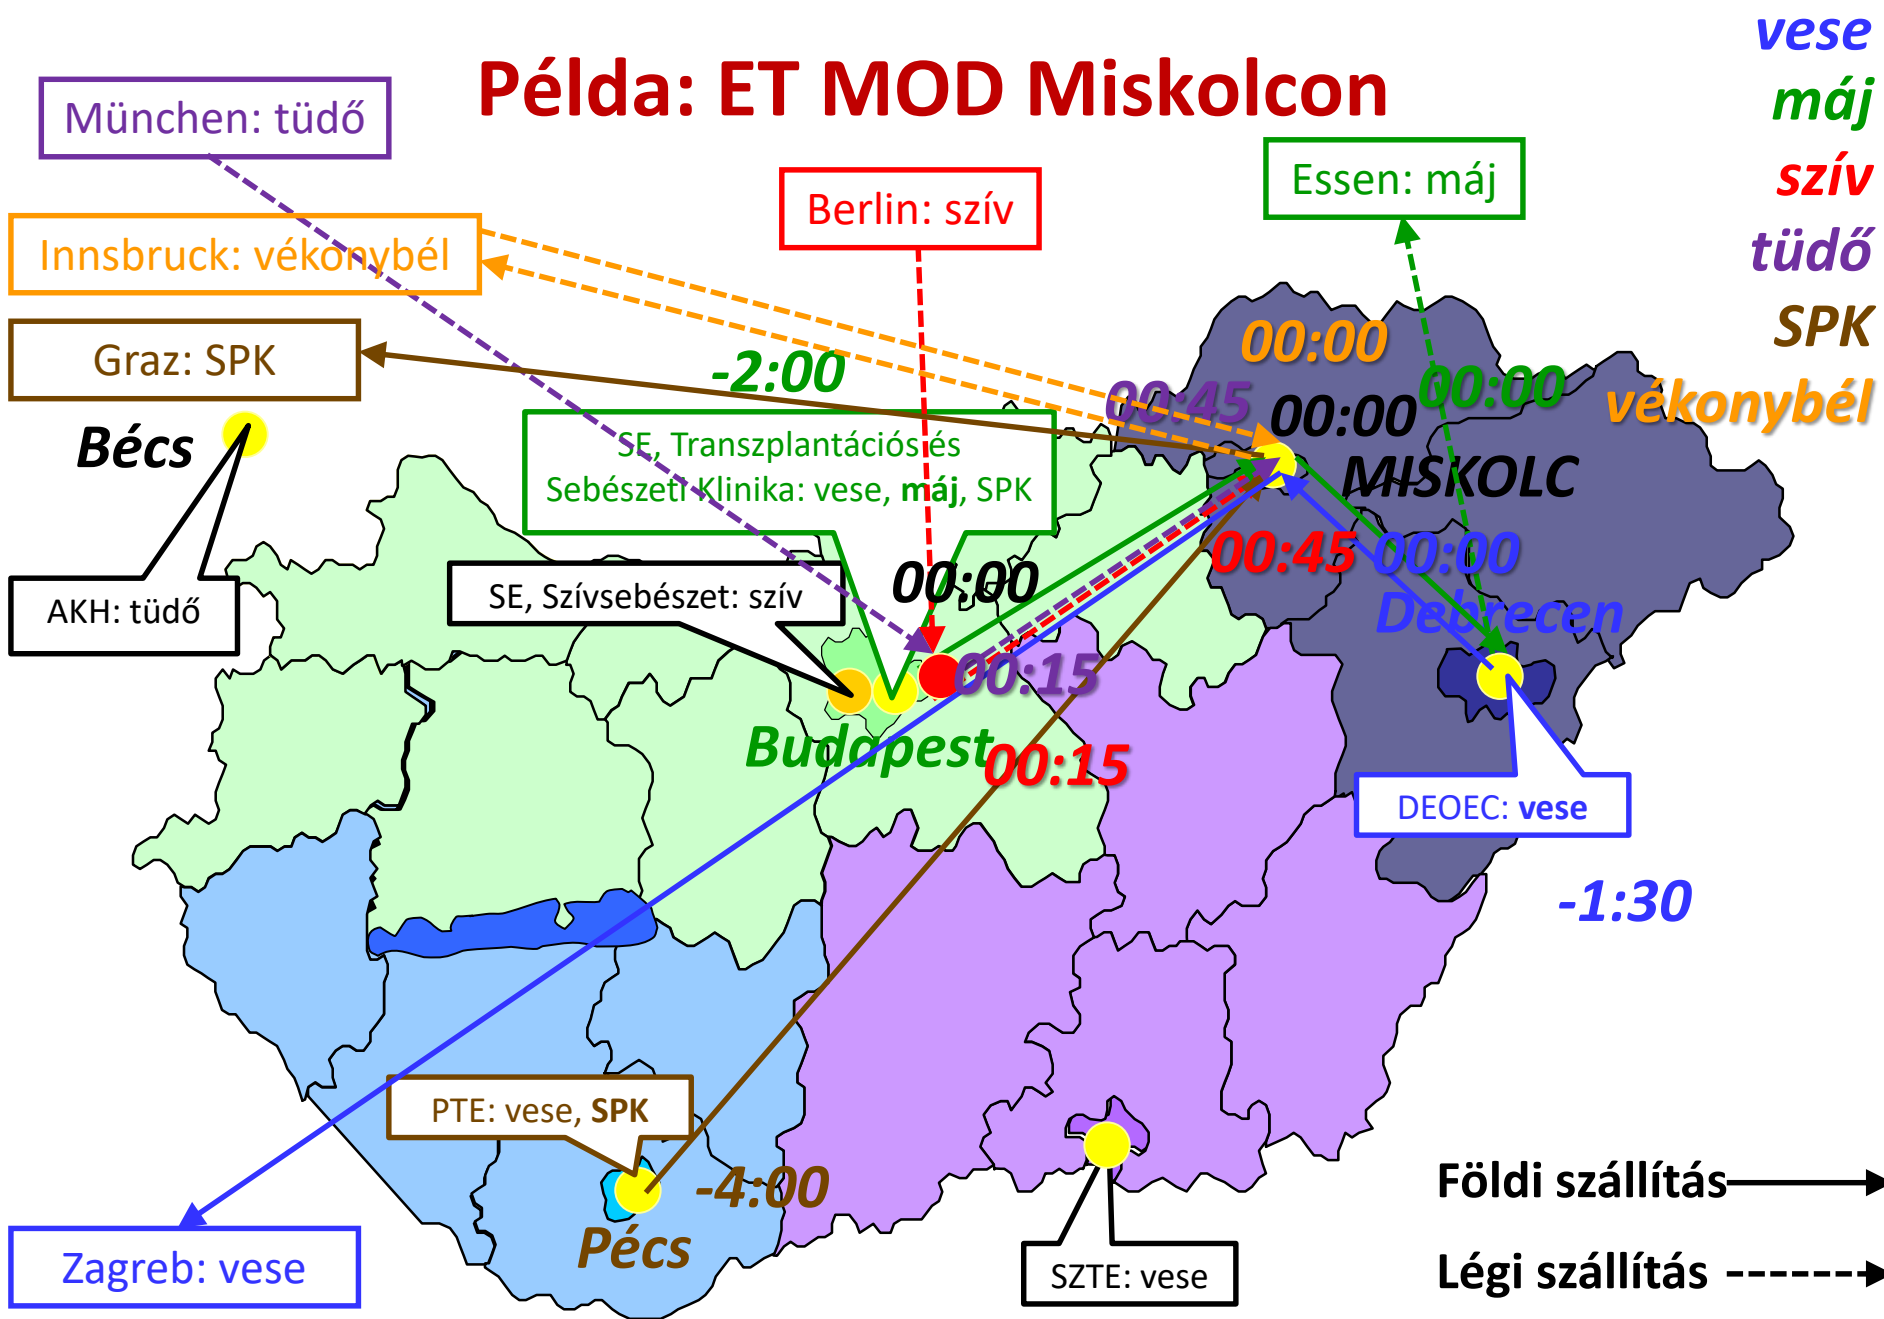 Példa: ET MOD Miskolcon
vese
máj
szív
tüdő
SPK
vékonybél
München: tüdő
Innsbruck: vékonybél
Graz: SPK
Berlin: szív
Essen: máj
-2:00
00:00
00:45
00:00
00:00
MISKOLC
Bécs
AKH: tüdő
SE, Transzplantációs és
Sebészeti Klinika: vese, máj, SPK
SE, Szívsebészet: szív
00:00
00:45
00:00
Debrecen
00:15
Budapest
00:15
DEOEC: vese
-1:30
PTE: vese, SPK
-4:00
Pécs
Zagreb: vese
SZTE: vese
Földi szállítás
Légi szállítás